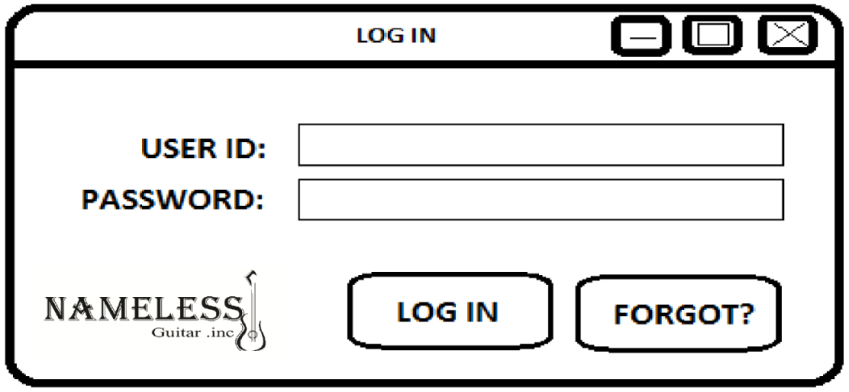 LOG IN
USER ID:
PASSWORD:
NAMELESS
Guitar .inc
LOG IN
FORGOT?